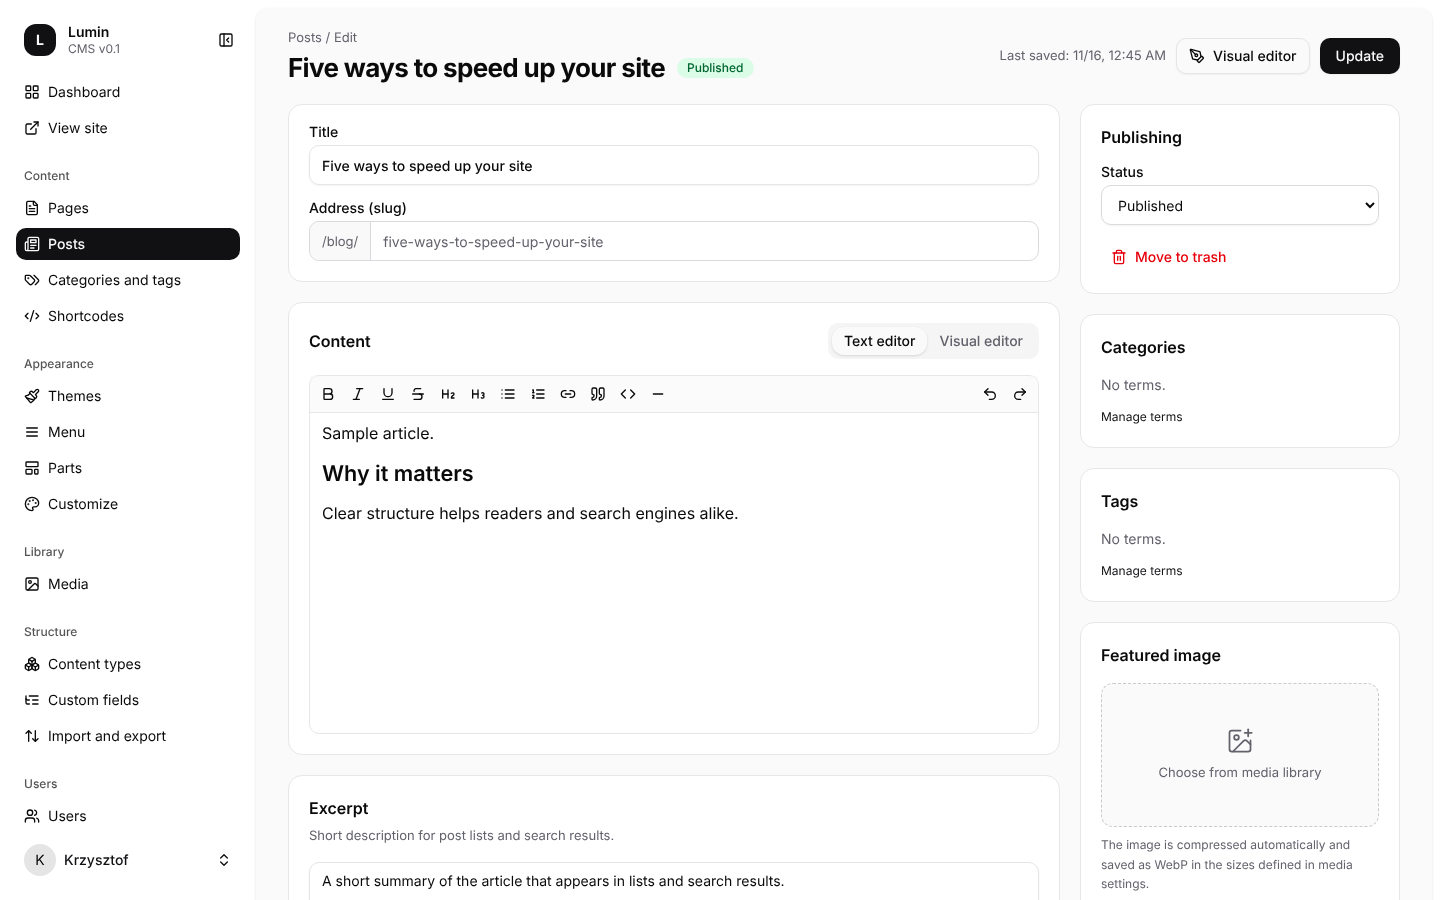 L
Lumin
CMS v0.1
Dashboard
View site
Content
Pages
Posts
Categories and tags
Shortcodes
Appearance
Themes
Menu
Parts
Customize
Library
Media
Structure
Content types
Custom fields
Import and export
Users
Users
K
Krzysztof
Posts / Edit
Five ways to speed up your site
Published
Last saved: 11/16, 12:45 AM
Visual editor
Update
Title
Five ways to speed up your site
Address (slug)
/blog/
five-ways-to-speed-up-your-site
Content
Text editor
Visual editor
H2
H3
Sample article.
Why it matters
Clear structure helps readers and search engines alike.
Excerpt
Short description for post lists and search results.
A short summary of the article that appears in lists and search results.
Publishing
Status
Published
Move to trash
Categories
No terms.
Manage terms
Tags
No terms.
Manage terms
Featured image
Choose from media library
The image is compressed automatically and
saved as WebP in the sizes defined in media
settings.